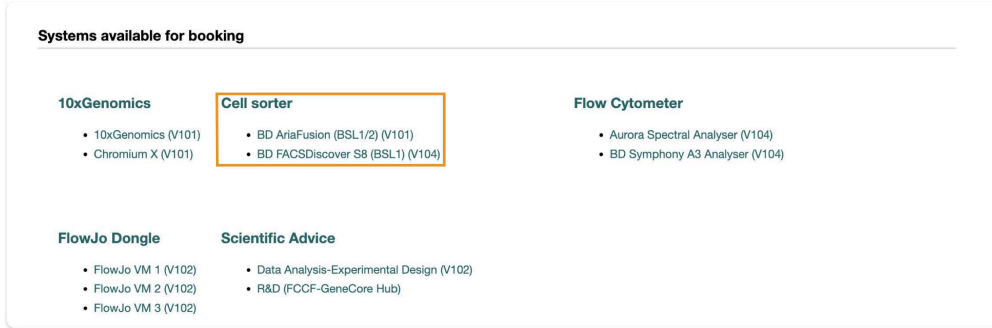 Systems available for booking
10xGenomics
10xGenomics (V101)
Chromium X (V101)
Cell sorter
BD AriaFusion (BSL1/2) (V101)
BD FACSDiscover S8 (BSL1) (V104)
Flow Cytometer
Aurora Spectral Analyser (V104)
BD Symphony A3 Analyser (V104)
FlowJo Dongle
FlowJo VM 1 (V102)
FlowJo VM 2 (V102)
FlowJo VM 3 (V102)
Scientific Advice
Data Analysis-Experimental Design (V102)
R&D (FCCF-GeneCore Hub)